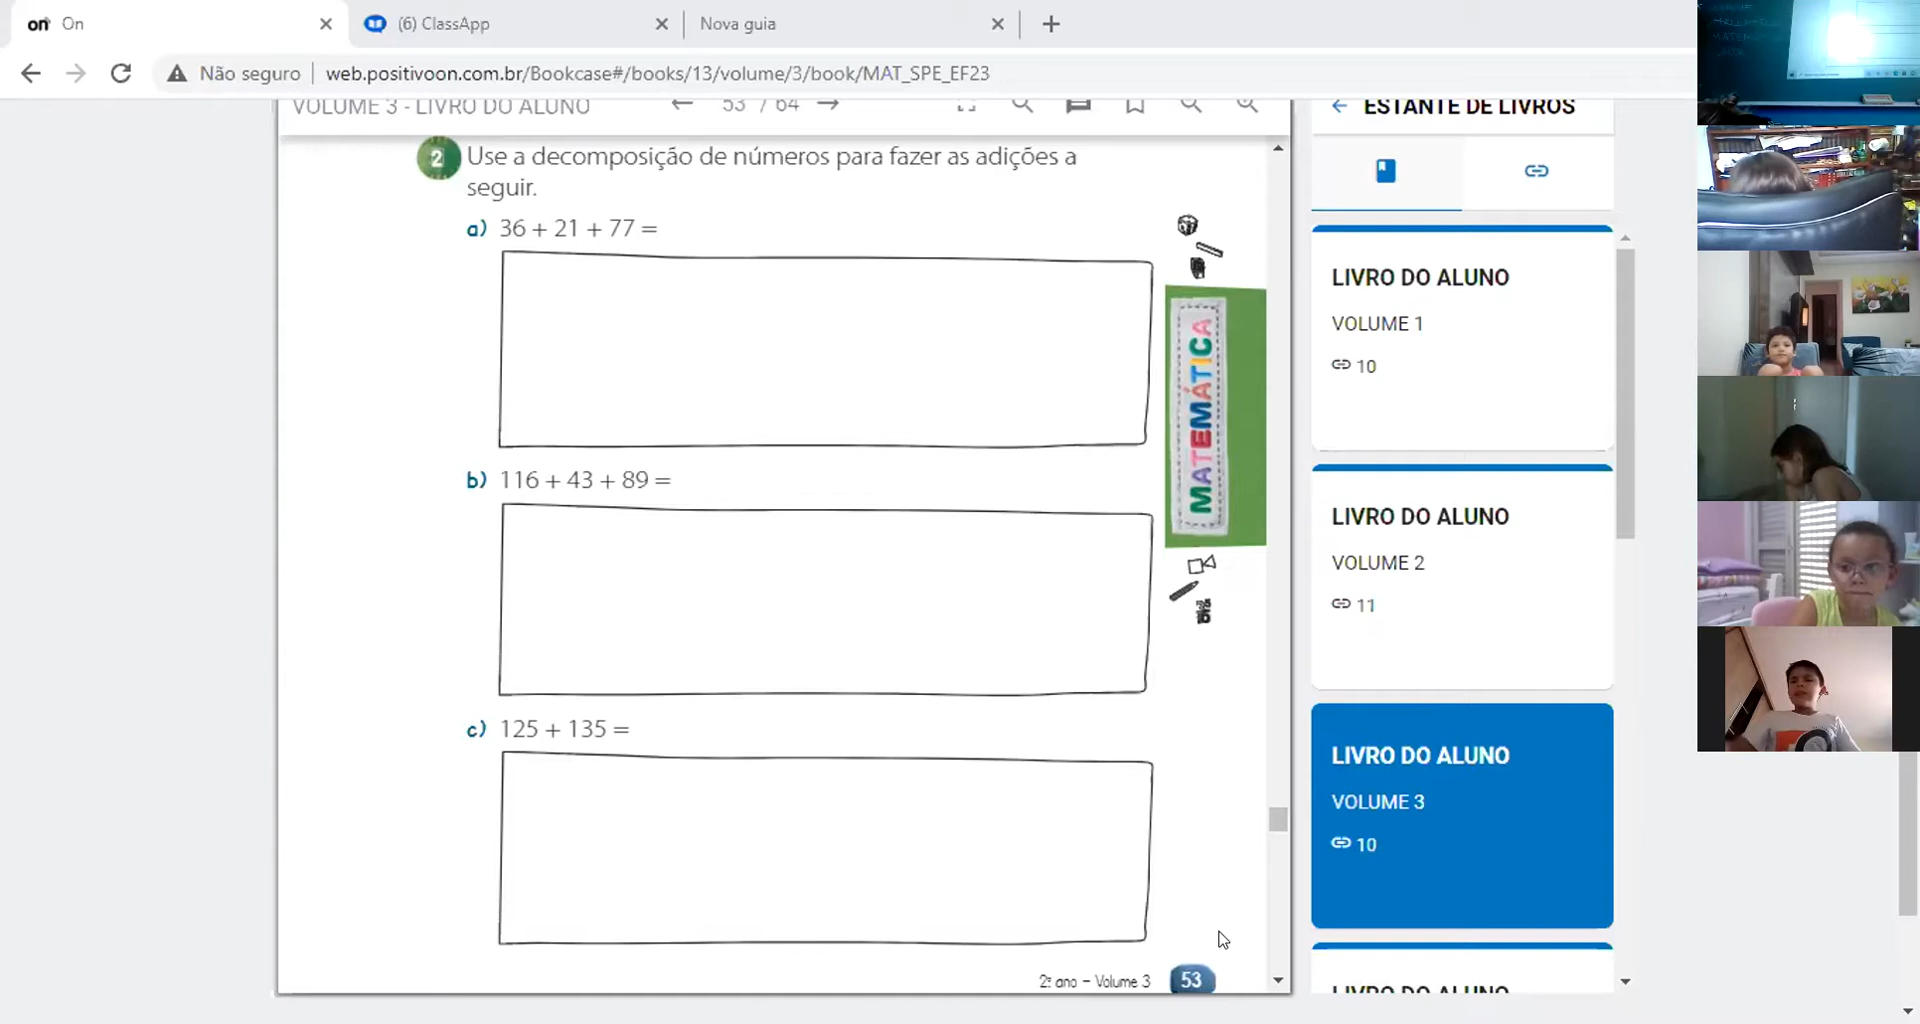 On
(6) ClassApp
Nova guia
Não seguro
web.positivoon.com.br/Bookcase#/books/13/volume/3/book/MAT_SPE_EF23
VOLUME 3 - LIVRO DO ALUNO
53 / 64
2 Use a decomposição de números para fazer as adições a
seguir.
a) 36 + 21 + 77 =
b) 116 + 43 + 89 =
c) 125 + 135 =
MATEMÁTICA
2º ano – Volume 3 53
ESTANTE DE LIVROS
LIVRO DO ALUNO
VOLUME 1
10
LIVRO DO ALUNO
VOLUME 2
11
LIVRO DO ALUNO
VOLUME 3
10
LIVRO DO ALUNO